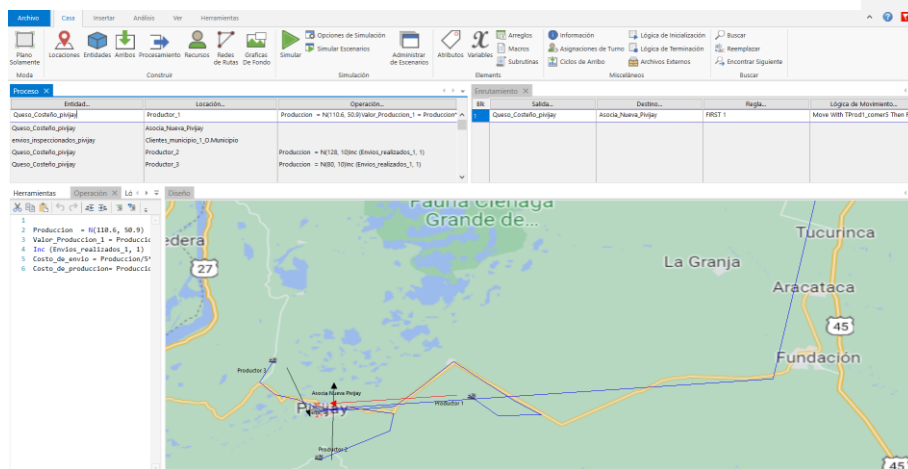 Archivo Casa Insertar Análisis Ver Herramientas
Plano Solamente
Locaciones Entidades Arribos Procesamiento Recursos
Redes de Rutas
Graficas De Fondo
Simular
Opciones de Simulación
Simular Escenarios
Administrar de Escenarios
Atributos Variables
Arreglos
Macros
Subrutinas
Información
Asignaciones de Turno
Ciclos de Arribo
Lógica de Inicialización
Lógica de Terminación
Archivos Externos
Buscar
Reemplazar
Encontrar Siguiente
Moda Construir Simulación Elements Misceláneos Buscar
Proceso
Entidad... Locación... Operación...
Queso_Costeño_pivijay Productor_1 Produccion = N(110.6, 50.9)Valor_Produccion_1 = Produccion*
Queso_Costeño_pivijay Asocia_Nueva_Pivijay
envios_inspeccionados_pivijay Clientes_municipio_1_O.Municipio
Queso_Costeño_pivijay Productor_2 Produccion = N(128, 10)Inc (Envios_realizados_1, 1)
Queso_Costeño_pivijay Productor_3 Produccion = N(80, 10)Inc (Envios_realizados_1, 1)
Enrutamiento
Blk Salida... Destino... Regla... Lógica de Movimiento...
1 Queso_Costeño_pivijay Asocia_Nueva_Pivijay FIRST 1 Move With TProd1_comerS Then F
Herramientas Operación Ló
Diseño
1
2 Produccion = N(110.6, 50.9)
3 Valor_Produccion_1 = Produccio
4 Inc (Envios_realizados_1, 1)
5 Costo_de_envio = Produccion/5*
6 Costo_de_produccion= Produccio
Fauna Ciénaga
Grande de...
edera
27
Tucurinca
La Granja
Aracataca
45
Fundación
Productor 3
Asocia Nueva Pivijay
Pivijay
Productor 1
Productor 2
45